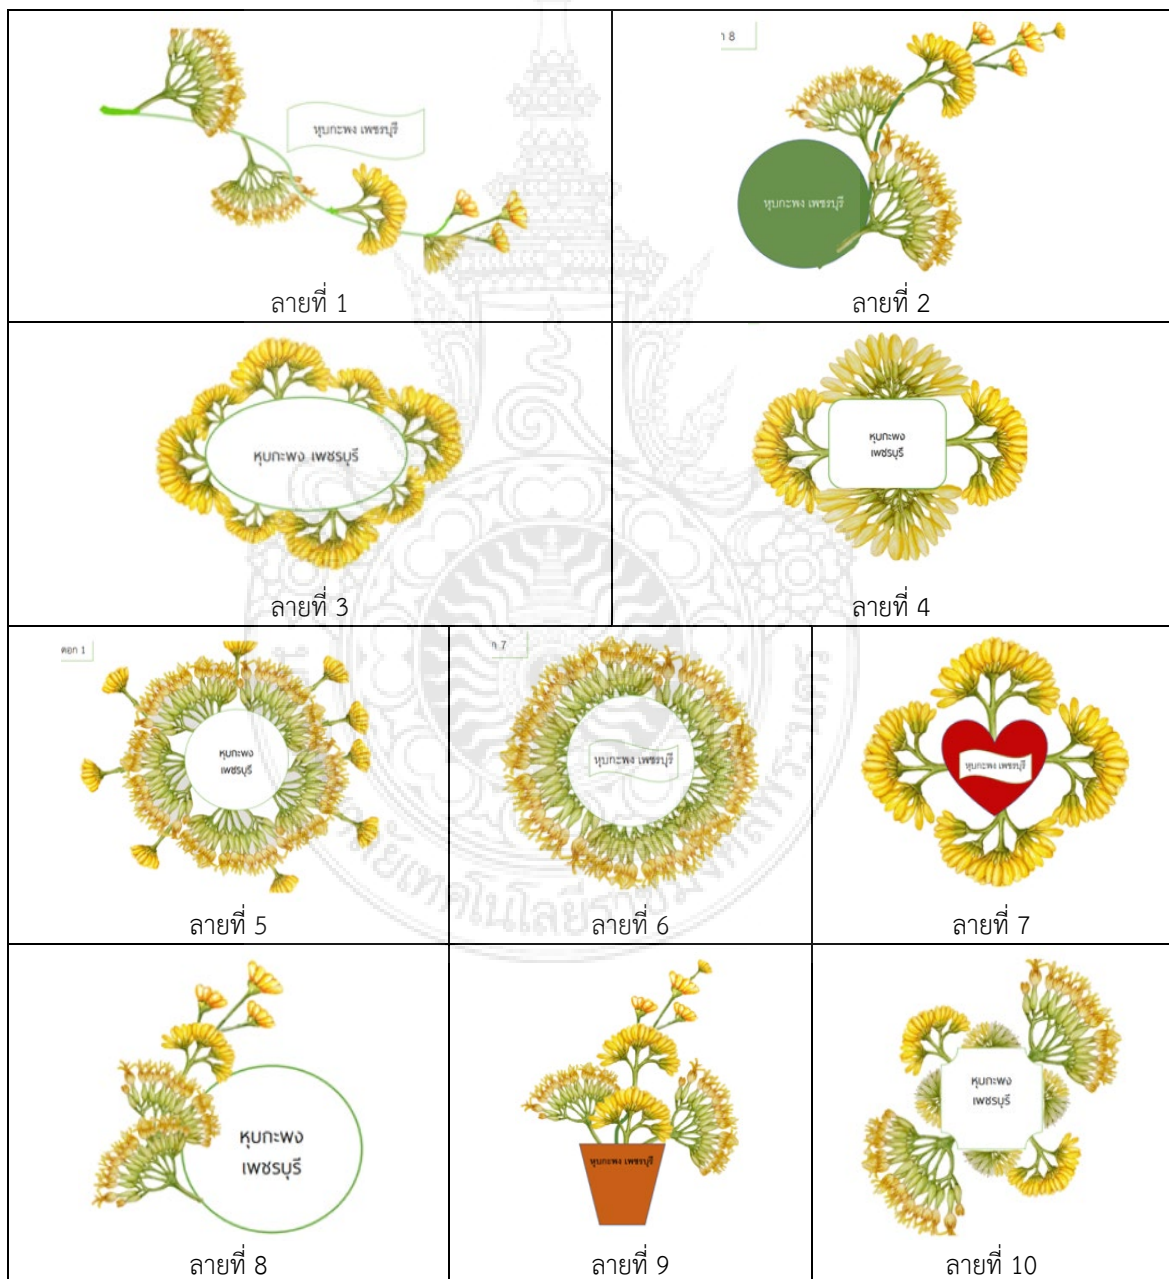 หุบกะพง เพชรบุรี
ลายที่ 1
ก 8
หุบกะพง เพชรบุรี
ลายที่ 2
หุบกะพง เพชรบุรี
ลายที่ 3
หุบกะพง
เพชรบุรี
ลายที่ 4
ดอก 1
หุบกะพง
เพชรบุรี
ลายที่ 5
ก 7
หุบกะพง เพชรบุรี
ลายที่ 6
หุบกะพง เพชรบุรี
ลายที่ 7
หุบกะพง
เพชรบุรี
ลายที่ 8
หุบกะพง เพชรบุรี
ลายที่ 9
หุบกะพง
เพชรบุรี
ลายที่ 10